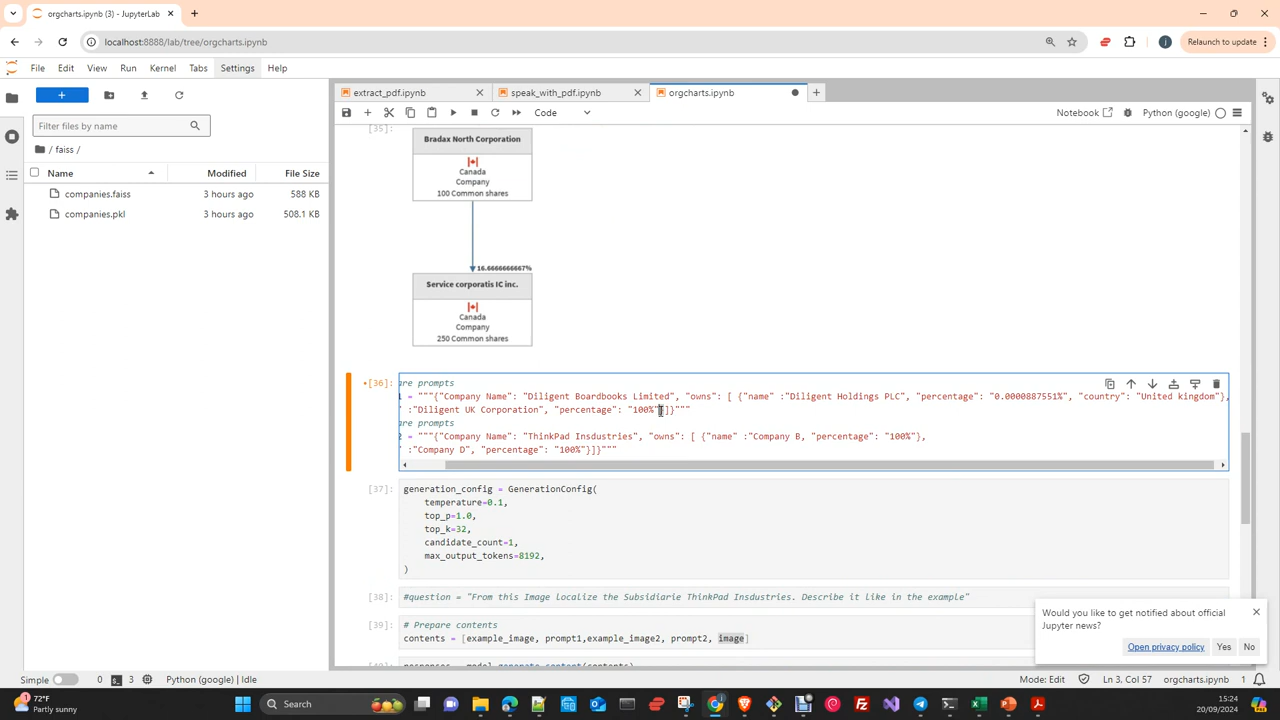 orgcharts.ipynb (3) - JupyterLab
localhost:8888/lab/tree/orgcharts.ipynb
Relaunch to update
File Edit View Run Kernel Tabs Settings Help
extract_pdf.ipynb
speak_with_pdf.ipynb
orgcharts.ipynb
Code
Notebook
Python (google)
Filter files by name
/ faiss /
Name Modified File Size
companies.faiss 3 hours ago 588 KB
companies.pkl 3 hours ago 508.1 KB
[35]
Bradax North Corporation
Canada
Company
100 Common shares
16.6666666667%
Service corporatis IC inc.
Canada
Company
250 Common shares
[36]:
are prompts
1 = """{"Company Name": "Diligent Boardbooks Limited", "owns": [ {"name" :"Diligent Holdings PLC", "percentage": "0.0000887551%", "country": "United kingdom"},
" :"Diligent UK Corporation", "percentage": "100%"}]}"""
are prompts
2 = """{"Company Name": "ThinkPad Insdustries", "owns": [ {"name" :"Company B, "percentage": "100%"},
" :"Company D", "percentage": "100%"}]}"""
[37]:
generation_config = GenerationConfig(
temperature=0.1,
top_p=1.0,
top_k=32,
candidate_count=1,
max_output_tokens=8192,
)
[38]:
#question = "From this Image Localize the Subsidiarie ThinkPad Insdustries. Describe it like in the example"
[39]:
# Prepare contents
contents = [example_image, prompt1,example_image2, prompt2, image]
Would you like to get notified about official
Jupyter news?
Open privacy policy Yes No
Simple 0 3 Python (google) | Idle
Mode: Edit Ln 3, Col 57 orgcharts.ipynb 1
72°F
Partly sunny
Search
15:24
20/09/2024